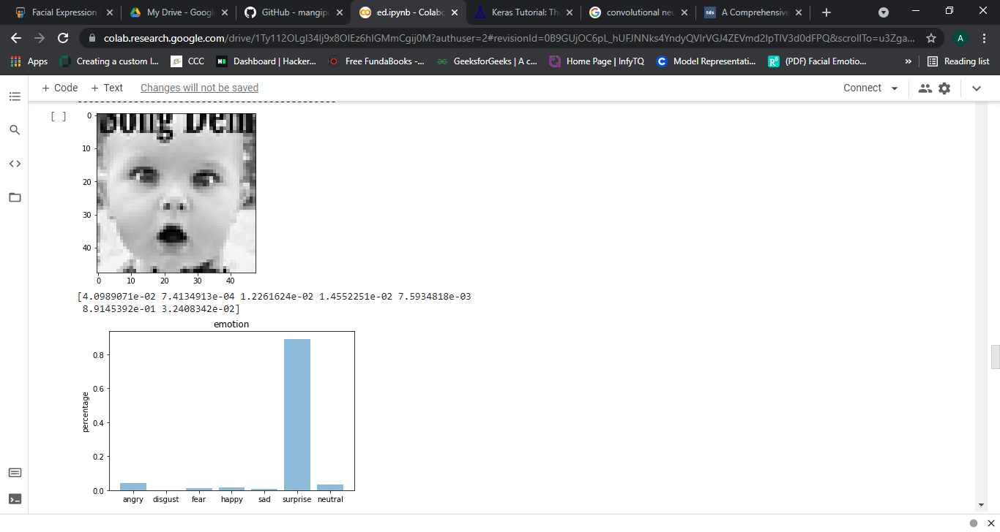 Facial Expression
My Drive - Googl
GitHub - mangip
ed.ipynb - Colabo
Keras Tutorial: Th
convolutional neu
tds
A Comprehensive
colab.research.google.com/drive/1Ty112OLgI34Ij9x8OlEz6hIGMmCgij0M?authuser=2#revisionId=0B9GUjOC6pL_hUFJNNks4YndyQVlrVGJ4ZEVmd2lpTlV3d0dFPQ&scrollTo=u3Zga...
A
Apps
Creating a custom l...
CCC
Dashboard | Hacker...
Free FundaBooks -...
GeeksforGeeks | A c...
Home Page | InfyTQ
Model Representati...
(PDF) Facial Emotio...
»
Reading list
+ Code
+ Text
Changes will not be saved
Connect
[ ]
0
10
20
30
40
0 10 20 30 40
[4.0989071e-02 7.4134913e-04 1.2261624e-02 1.4552251e-02 7.5934818e-03
8.9145392e-01 3.2408342e-02]
emotion
percentage
0.8
0.6
0.4
0.2
0.0
angry disgust fear happy sad surprise neutral